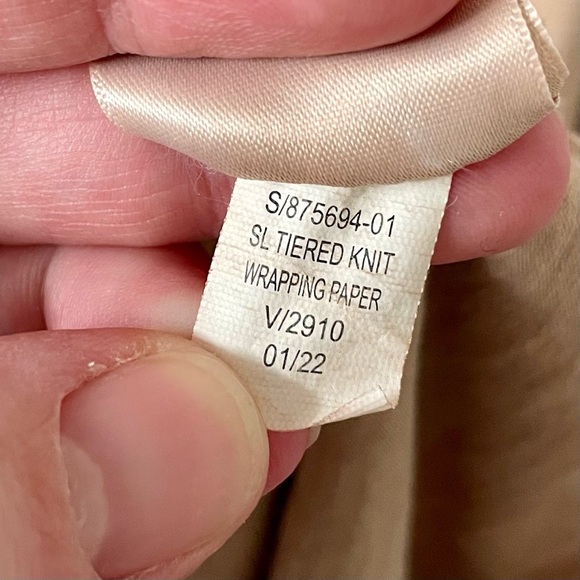 S/875694-01
SL TIERED KNIT
WRAPPING PAPER
V/2910
01/22